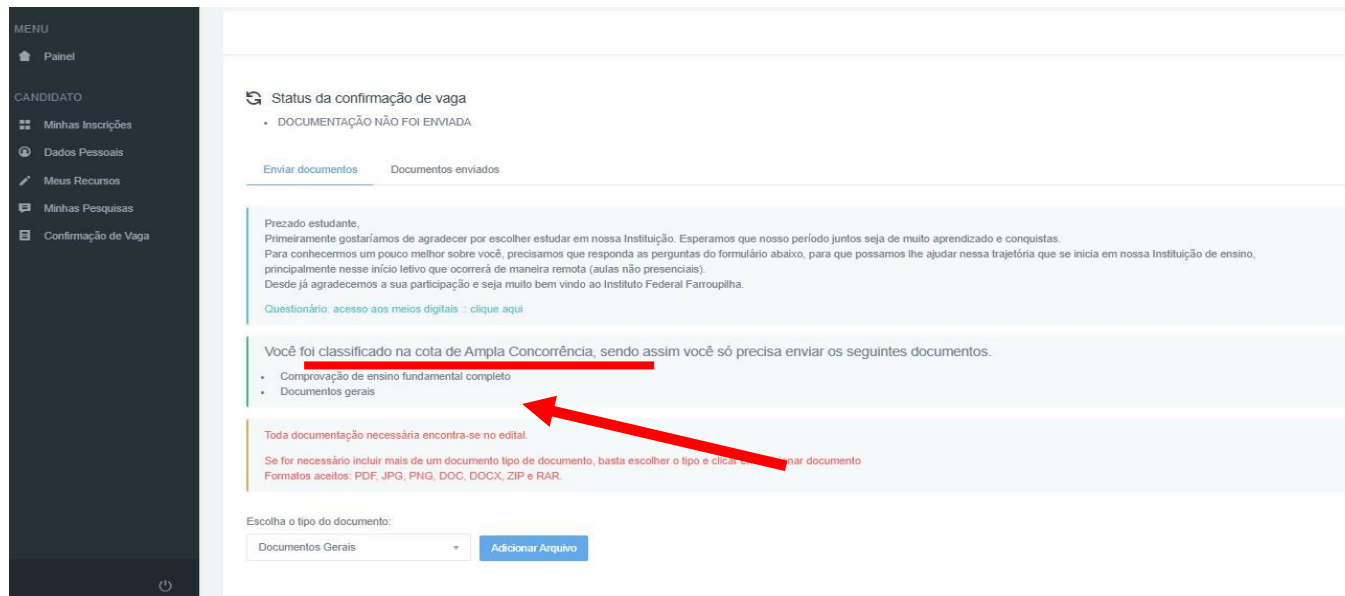 MENU
Painel
CANDIDATO
Minhas Inscrições
Dados Pessoais
Meus Recursos
Minhas Pesquisas
Confirmação de Vaga
Status da confirmação de vaga
• DOCUMENTAÇÃO NÃO FOI ENVIADA
Enviar documentos Documentos enviados
Prezado estudante,
Primeiramente gostaríamos de agradecer por escolher estudar em nossa Instituição. Esperamos que nosso período juntos seja de muito aprendizado e conquistas.
Para conhecermos um pouco melhor sobre você, precisamos que responda as perguntas do formulário abaixo, para que possamos lhe ajudar nessa trajetória que se inicia em nossa Instituição de ensino,
principalmente nesse início letivo que ocorrerá de maneira remota (aulas não presenciais).
Desde já agradecemos a sua participação e seja muito bem vindo ao Instituto Federal Farroupilha.
Questionário: acesso aos meios digitais :: clique aqui
Você foi classificado na cota de Ampla Concorrência, sendo assim você só precisa enviar os seguintes documentos.
• Comprovação de ensino fundamental completo
• Documentos gerais
Toda documentação necessária encontra-se no edital.
Se for necessário incluir mais de um documento tipo de documento, basta escolher o tipo e clicar documento
Formatos aceitos: PDF, JPG, PNG, DOC, DOCX, ZIP e RAR.
Escolha o tipo do documento:
Documentos Gerais Adicionar Arquivo